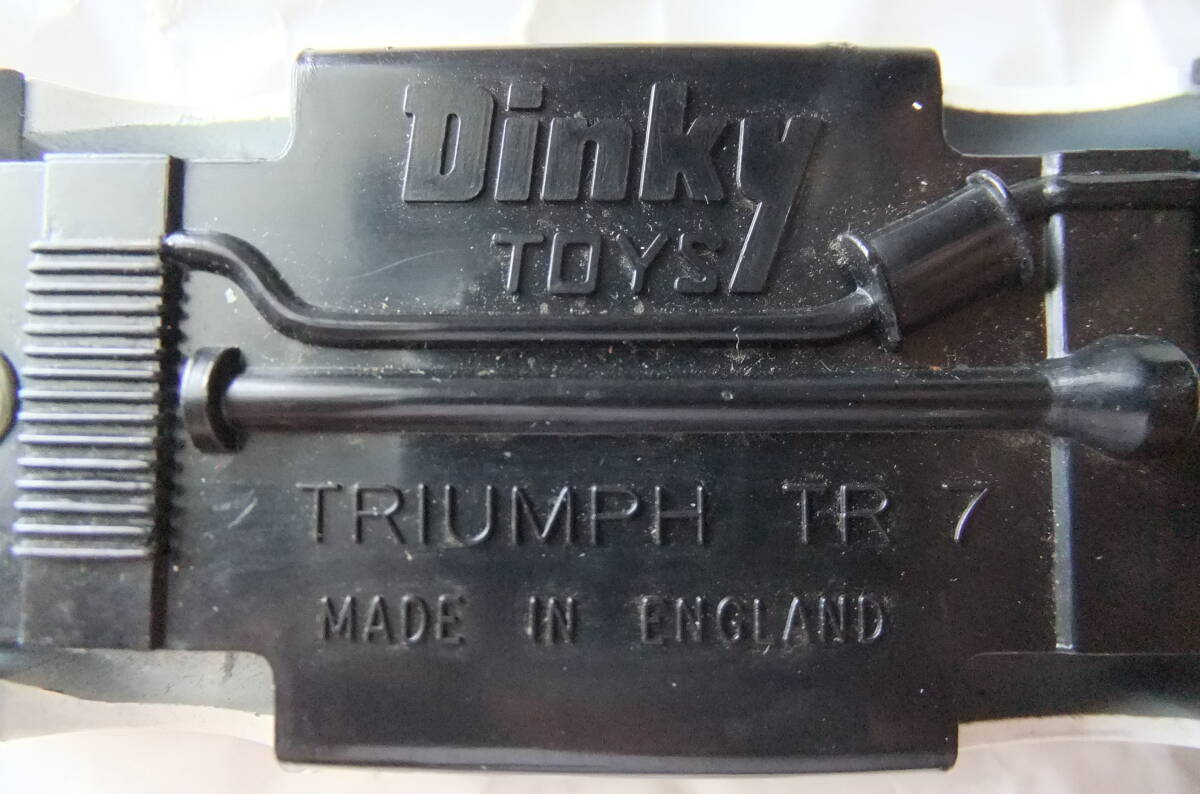 Dinky
TOYS
TRIUMPH TR 7
MADE IN ENGLAND